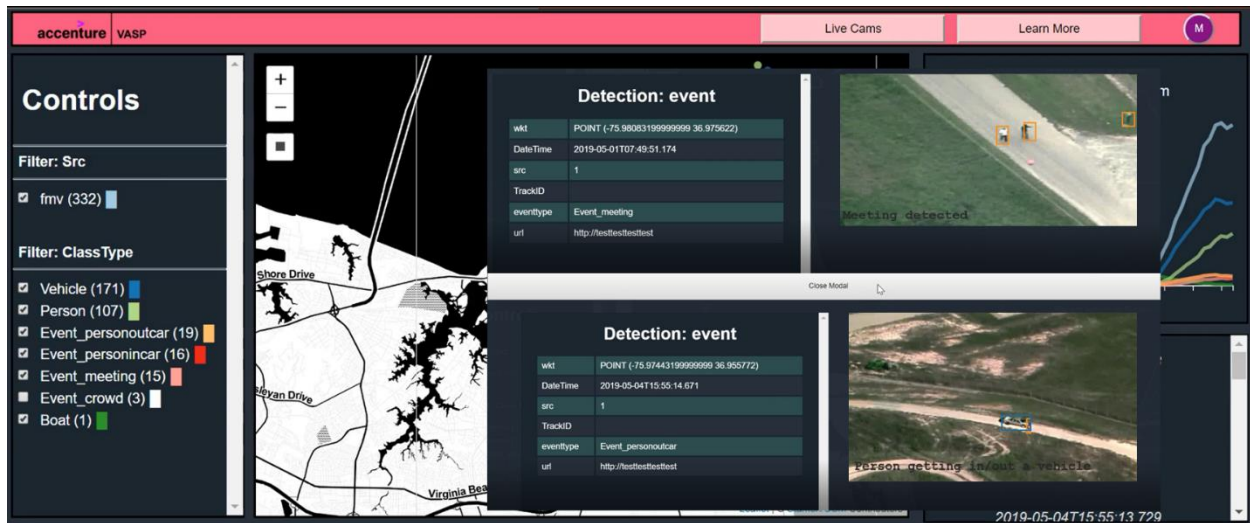 accenture VASP
Live Cams
Learn More
M
Controls
Filter: Src
fmv (332)
Filter: ClassType
Vehicle (171)
Person (107)
Event_personoutcar (19)
Event_personincar (16)
Event_meeting (15)
Event_crowd (3)
Boat (1)
+
−
Shore Drive
Virginia Bea
Detection: event
wkt POINT (-75.98083199999999 36.975622)
DateTime 2019-05-01T07:49:51.174
src 1
TrackID
eventtype Event_meeting
url http://testtesttesttest
Meeting detected
m
Close Modal
Detection: event
wkt POINT (-75.97443199999999 36.955772)
DateTime 2019-05-04T15:55:14.671
src 1
TrackID
eventtype Event_personoutcar
url http://testtesttesttest
Person getting in/out a vehicle
2019-05-04T15:55:13.729